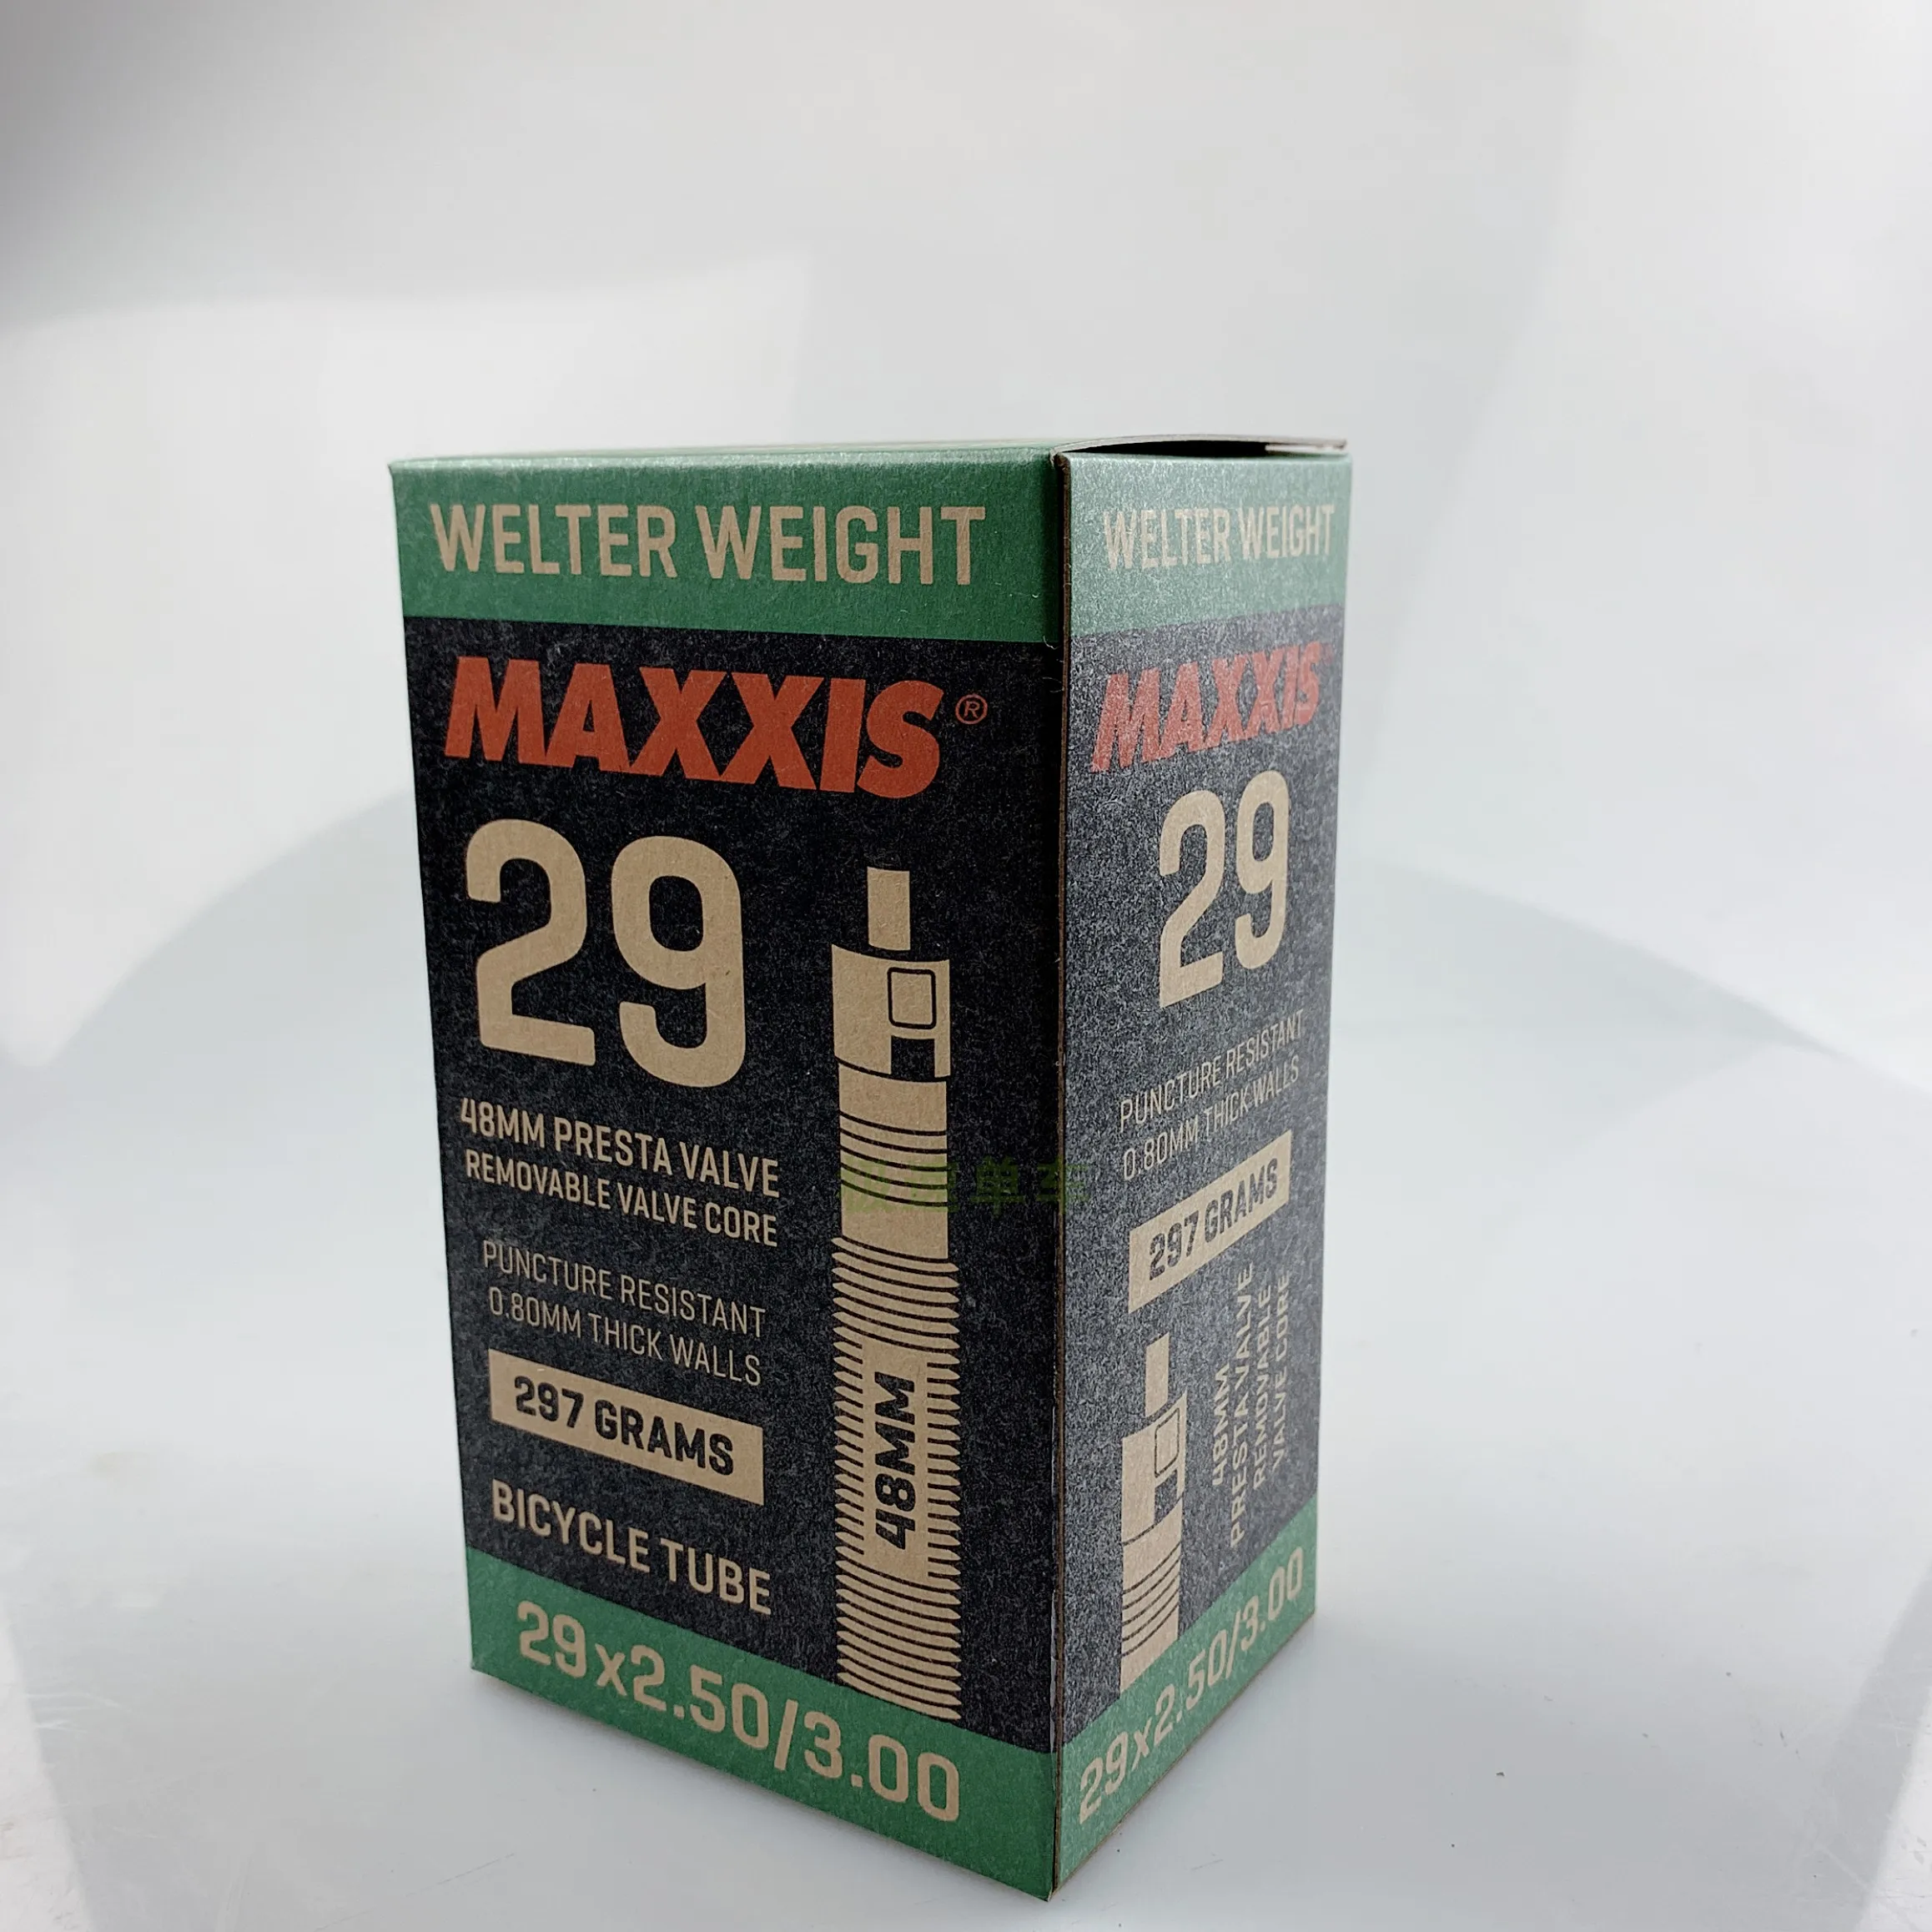 WELTER WEIGHT
MAXXIS®
29
48MM PRESTA VALVE
REMOVABLE VALVE CORE
PUNCTURE RESISTANT
0.80MM THICK WALLS
297 GRAMS
BICYCLE TUBE
48MM
29x2.50/3.00
WELTER WEIGHT
MAXXIS
29
PUNCTURE RESISTANT
0.80MM THICK WALLS
297 GRAMS
48MM
PRESTA VALVE
REMOVABLE
VALVE CORE
29x2.50/3.00
单车